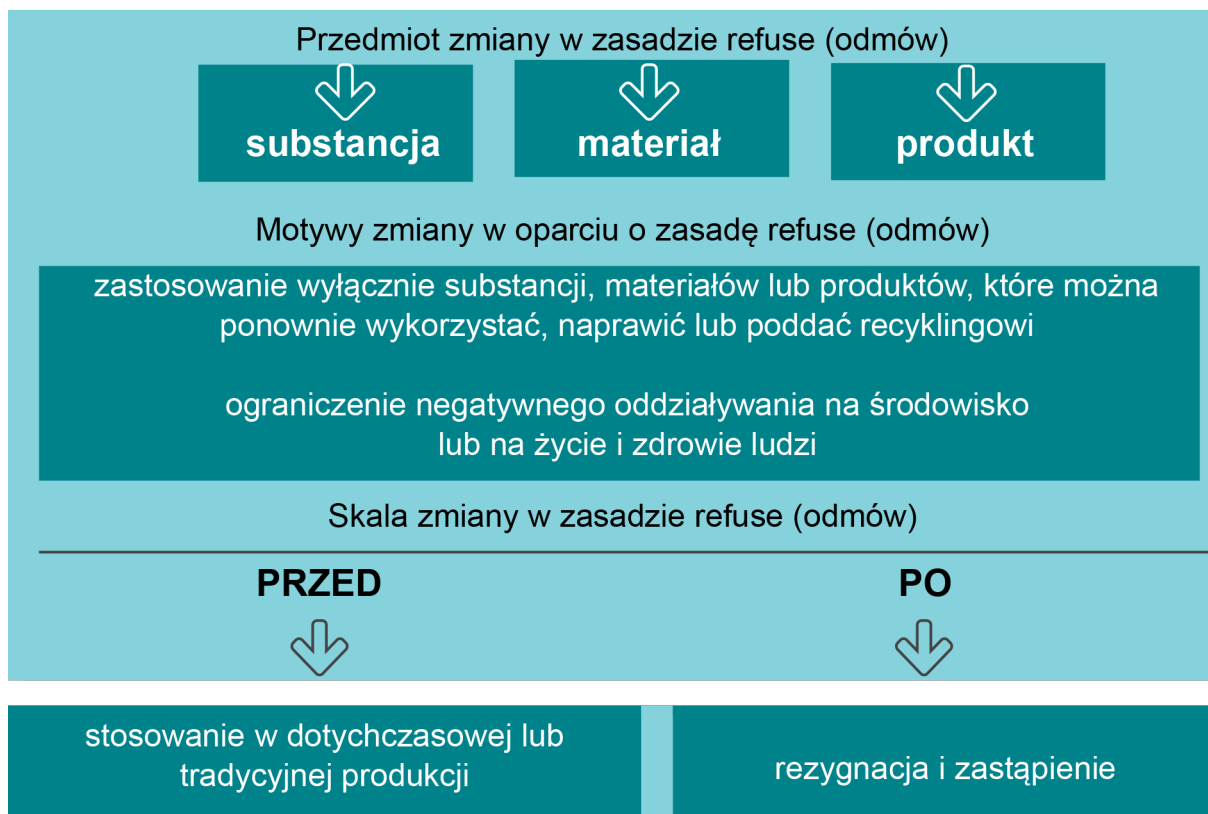 Przedmiot zmiany w zasadzie refuse (odmów)
substancja
materiał
produkt
Motywy zmiany w oparciu o zasadę refuse (odmów)
zastosowanie wyłącznie substancji, materiałów lub produktów, które można
ponownie wykorzystać, naprawić lub poddać recyklingowi
ograniczenie negatywnego oddziaływania na środowisko
lub na życie i zdrowie ludzi
Skala zmiany w zasadzie refuse (odmów)
PRZED
PO
stosowanie w dotychczasowej lub
tradycyjnej produkcji
rezygnacja i zastąpienie